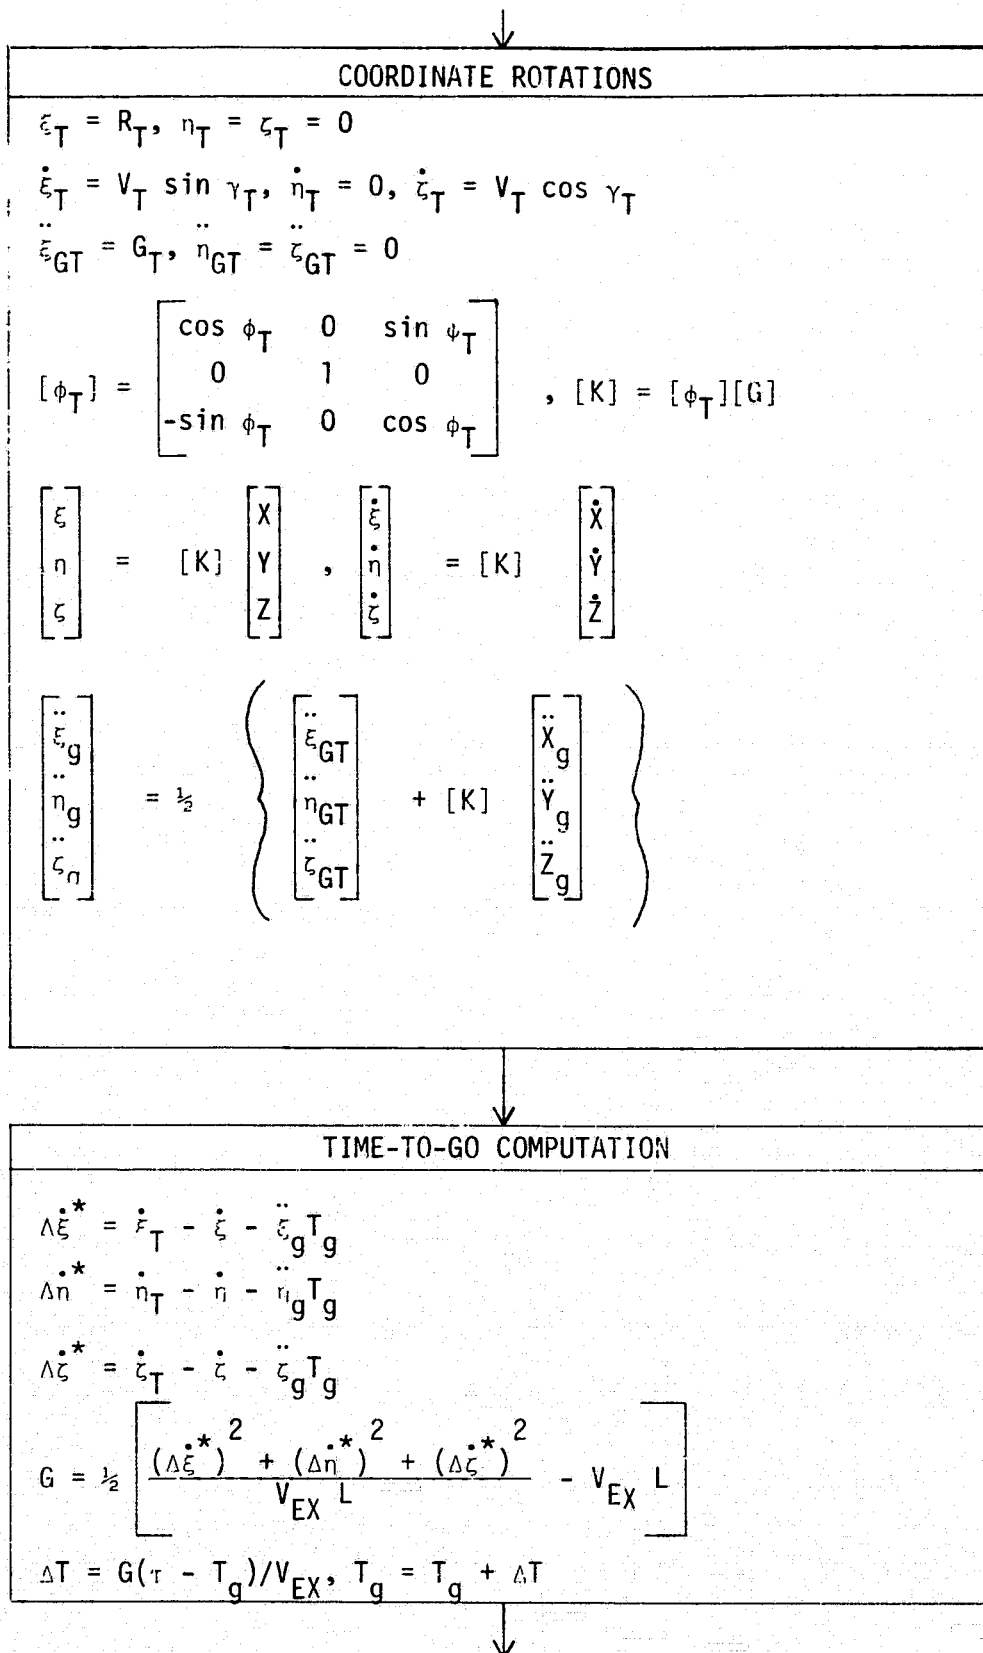 COORDINATE ROTATIONS
ξ_T = R_T, η_T = ζ_T = 0
ξ̇_T = V_T sin γ_T, η̇_T = 0, ζ̇_T = V_T cos γ_T
ξ̈_GT = G_T, η̈_GT = ζ̈_GT = 0
[φ_T] = [cos φ_T 0 sin ψ_T; 0 1 0; -sin φ_T 0 cos φ_T] , [K] = [φ_T][G]
[ξ; η; ζ] = [K] [X; Y; Z] , [ξ̇; η̇; ζ̇] = [K] [Ẋ; Ẏ; Ż]
[ξ̈_g; η̈_g; ζ̈_g] = ½ { [ξ̈_GT; η̈_GT; ζ̈_GT] + [K] [Ẍ_g; Ÿ_g; Z̈_g] }
TIME-TO-GO COMPUTATION
Δξ̇* = ξ̇_T - ξ̇ - ξ̈_g T_g
Δη̇* = η̇_T - η̇ - η̈_g T_g
Δζ̇* = ζ̇_T - ζ̇ - ζ̈_g T_g
G = ½ [ ((Δξ̇*)² + (Δη̇*)² + (Δζ̇*)²) / (V_EX L) - V_EX L ]
ΔT = G(τ - T_g)/V_EX, T_g = T_g + ΔT